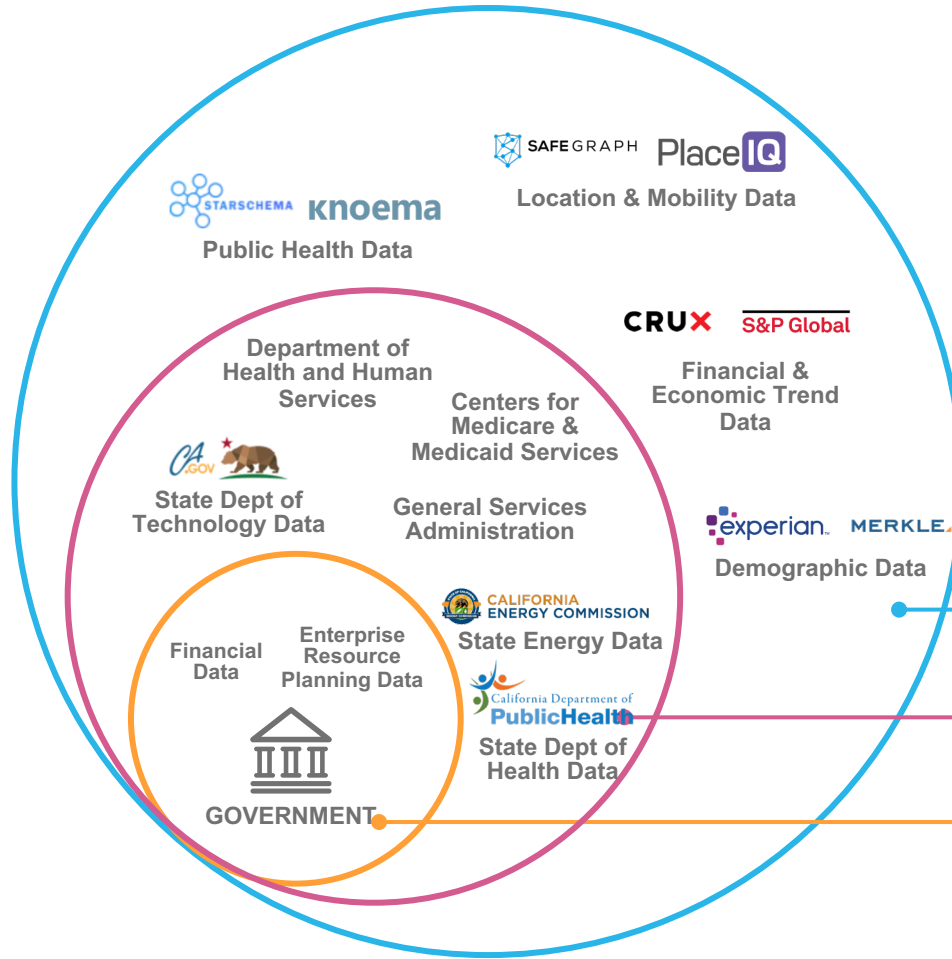 SAFEGRAPH
PlaceIQ
Location & Mobility Data
STARSCHEMA
knoema
Public Health Data
CRUX
S&P Global
Financial &
Economic Trend
Data
Department of
Health and Human
Services
Centers for
Medicare &
Medicaid Services
CA
.GOV
State Dept of
Technology Data
General Services
Administration
experian™
MERKLE
Demographic Data
CALIFORNIA
ENERGY COMMISSION
State Energy Data
Financial
Data
Enterprise
Resource
Planning Data
California Department of
PublicHealth
State Dept of
Health Data
GOVERNMENT